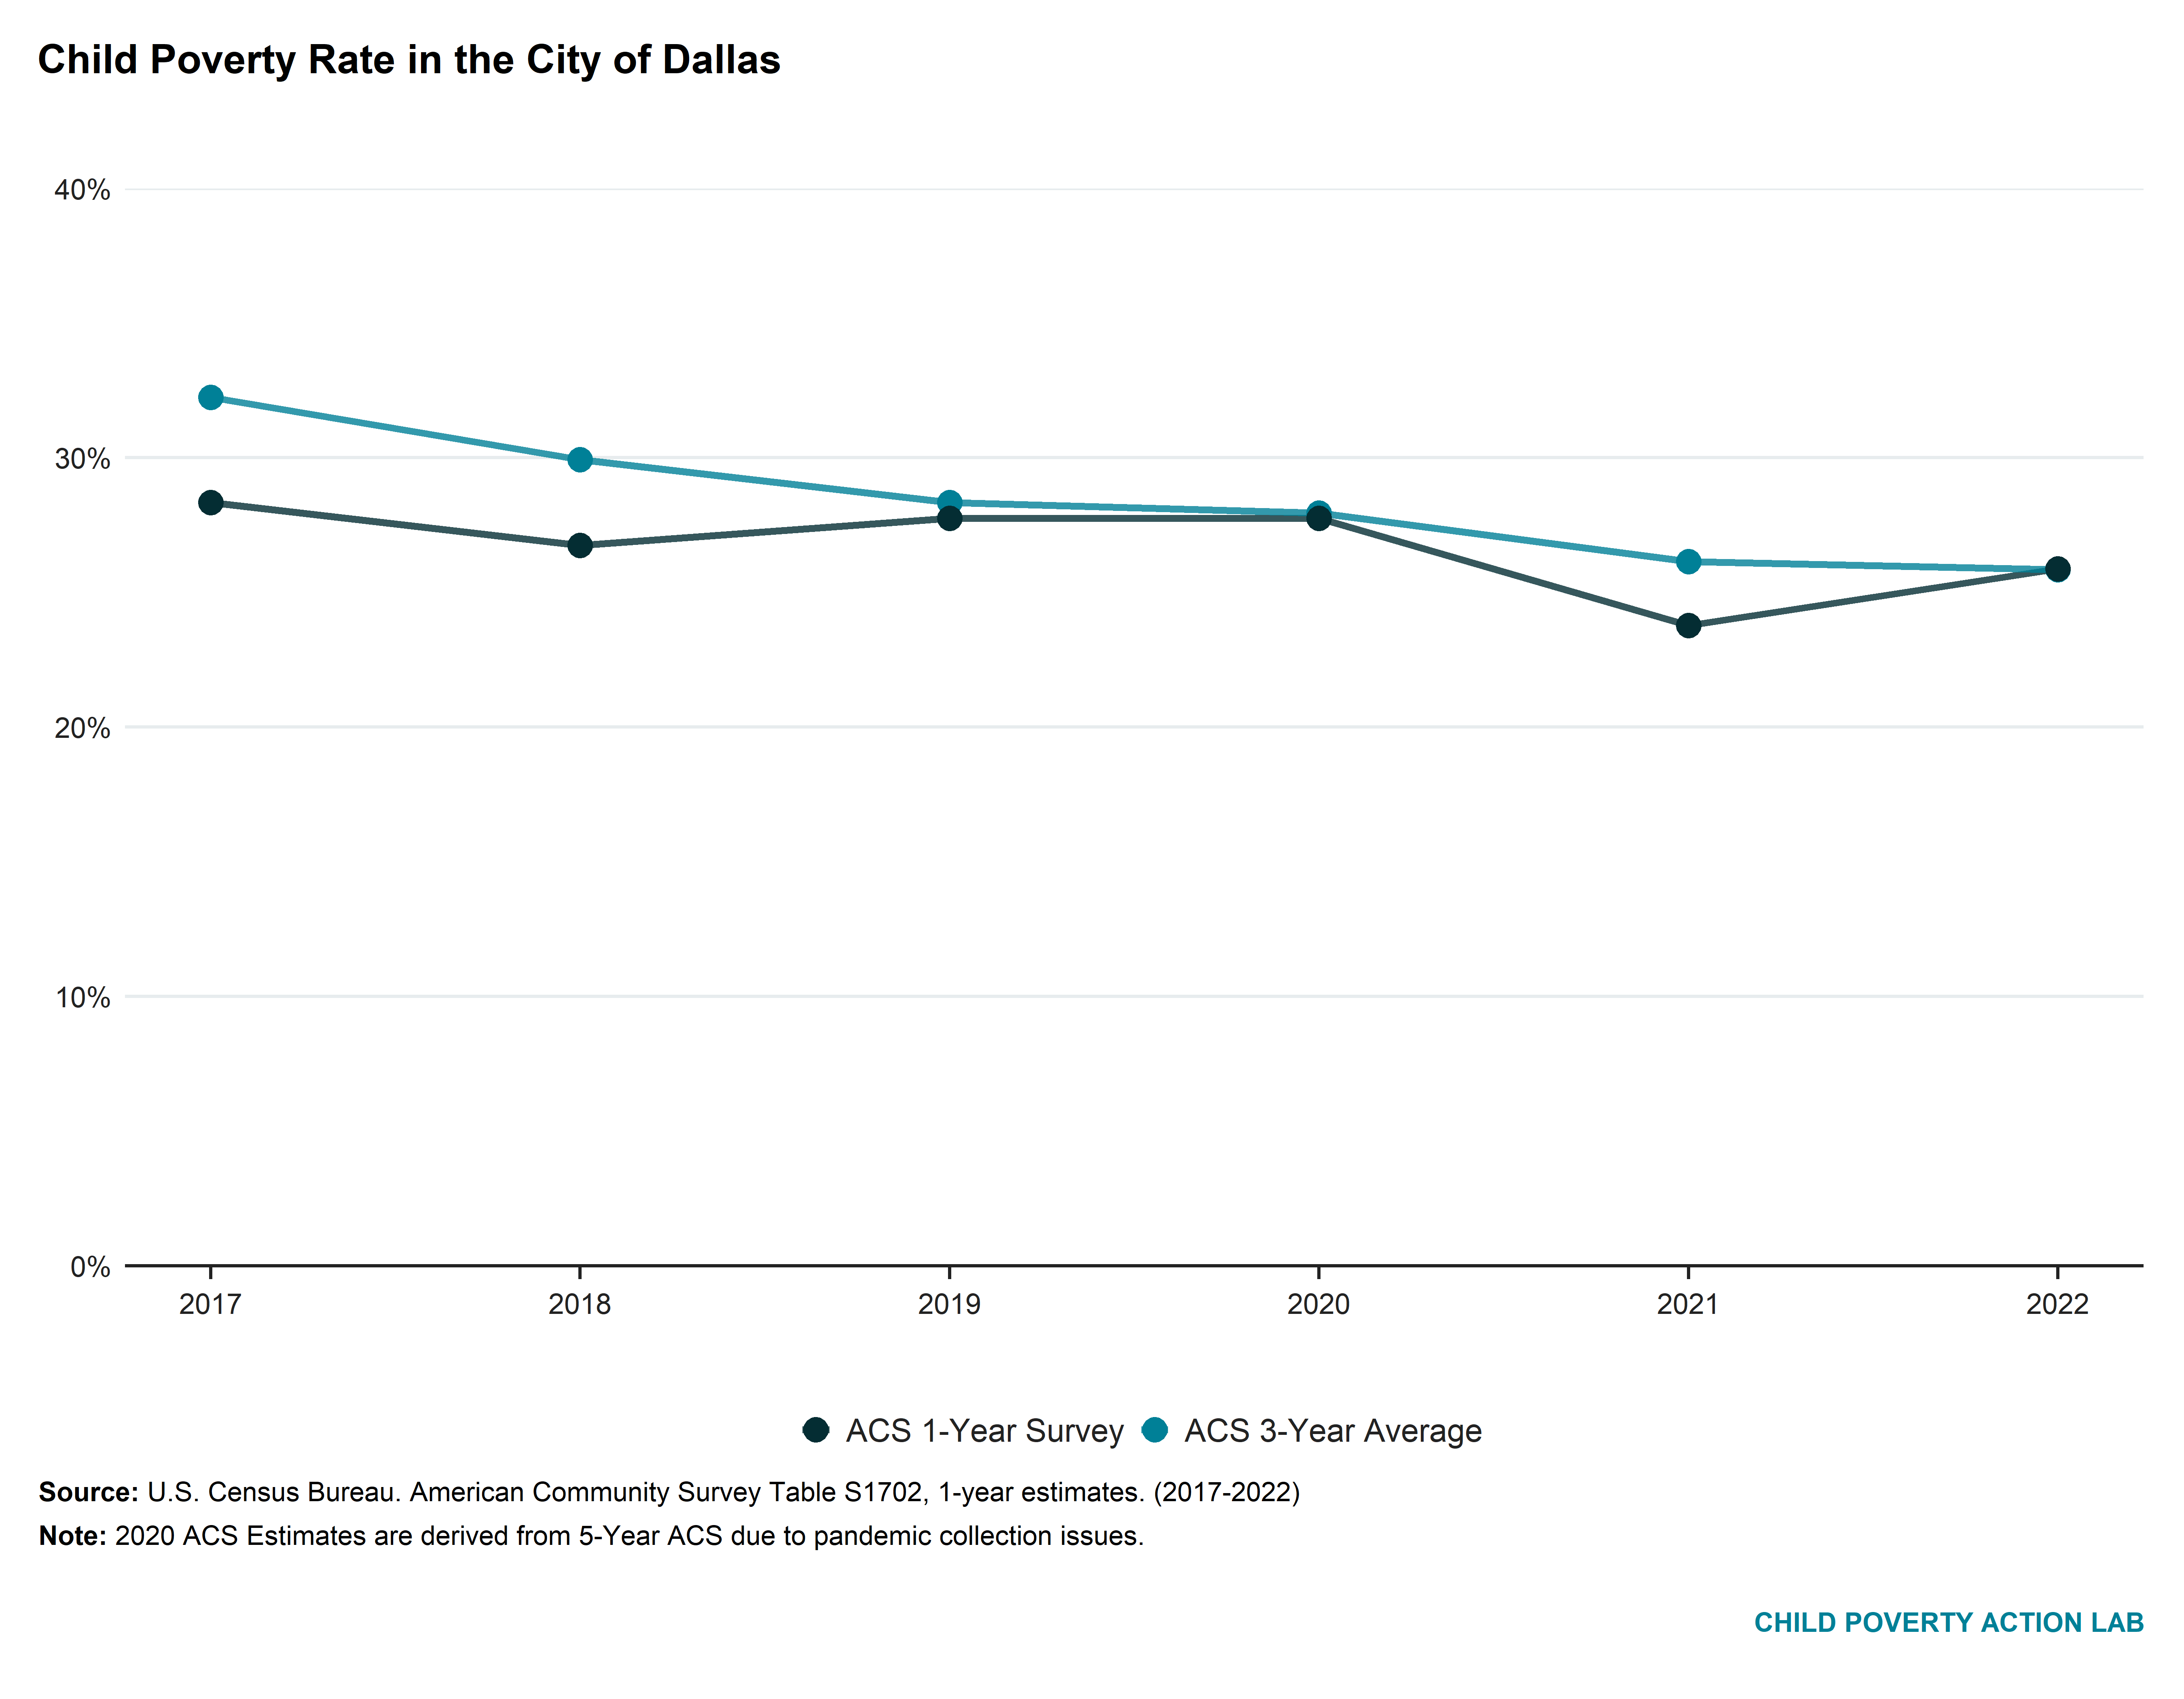 Child Poverty Rate in the City of Dallas
40%
30%
20%
10%
0%
2017 2018 2019 2020 2021 2022
ACS 1-Year Survey ACS 3-Year Average
Source: U.S. Census Bureau. American Community Survey Table S1702, 1-year estimates. (2017-2022)
Note: 2020 ACS Estimates are derived from 5-Year ACS due to pandemic collection issues.
CHILD POVERTY ACTION LAB